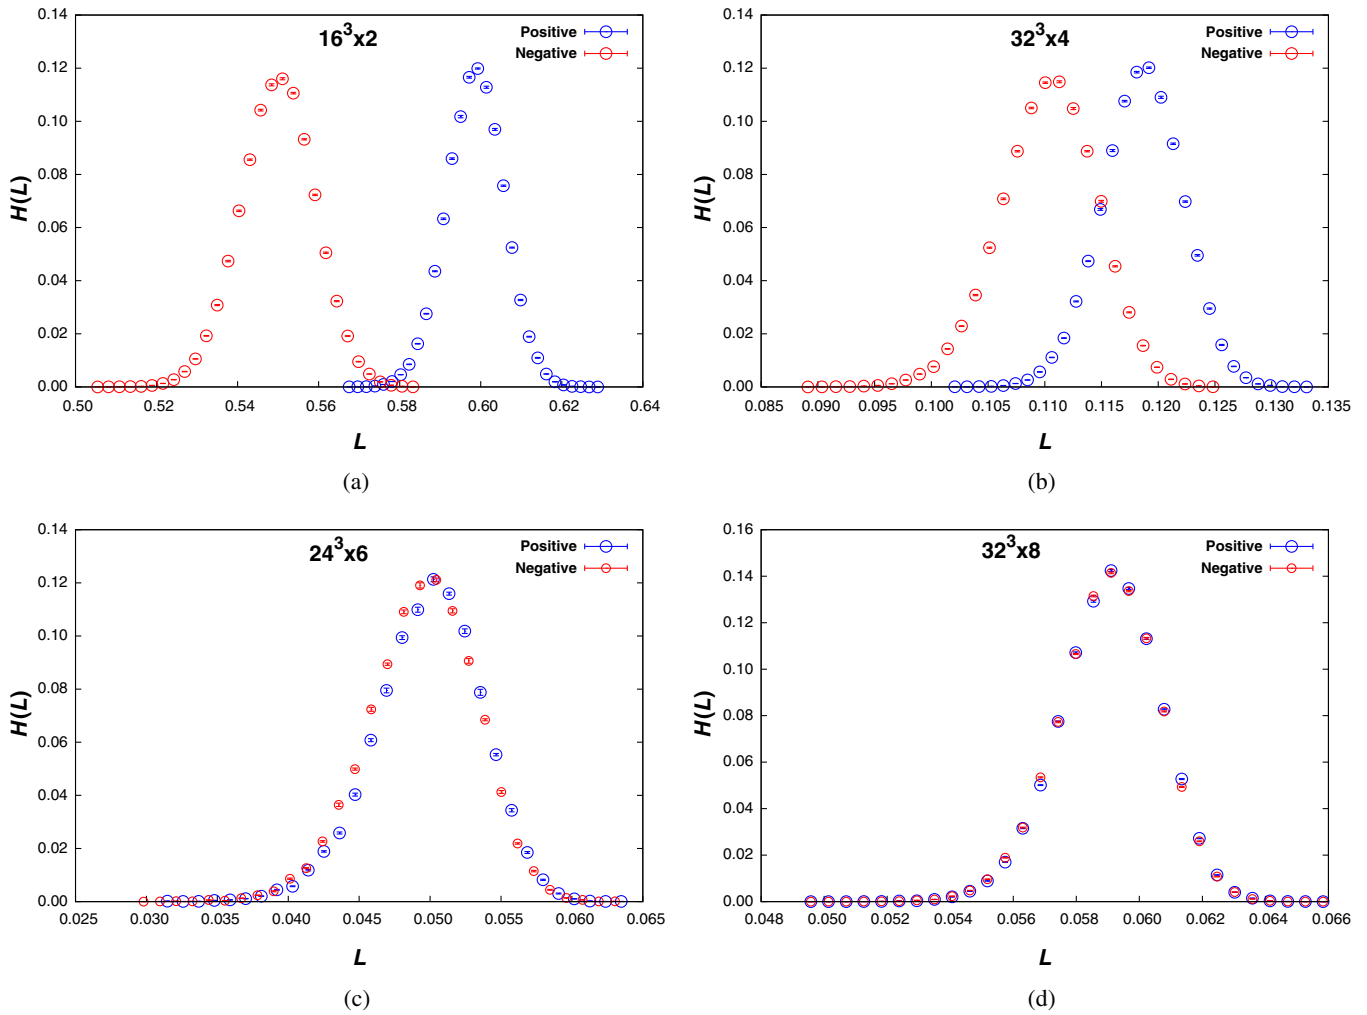 16³x2
Positive
Negative
H(L)
0.14
0.12
0.10
0.08
0.06
0.04
0.02
0.00
0.50 0.52 0.54 0.56 0.58 0.60 0.62 0.64
L
(a)
32³x4
Positive
Negative
H(L)
0.14
0.12
0.10
0.08
0.06
0.04
0.02
0.00
0.085 0.090 0.095 0.100 0.105 0.110 0.115 0.120 0.125 0.130 0.135
L
(b)
24³x6
Positive
Negative
H(L)
0.14
0.12
0.10
0.08
0.06
0.04
0.02
0.00
0.025 0.030 0.035 0.040 0.045 0.050 0.055 0.060 0.065
L
(c)
32³x8
Positive
Negative
H(L)
0.16
0.14
0.12
0.10
0.08
0.06
0.04
0.02
0.00
0.048 0.050 0.052 0.054 0.056 0.058 0.060 0.062 0.064 0.066
L
(d)